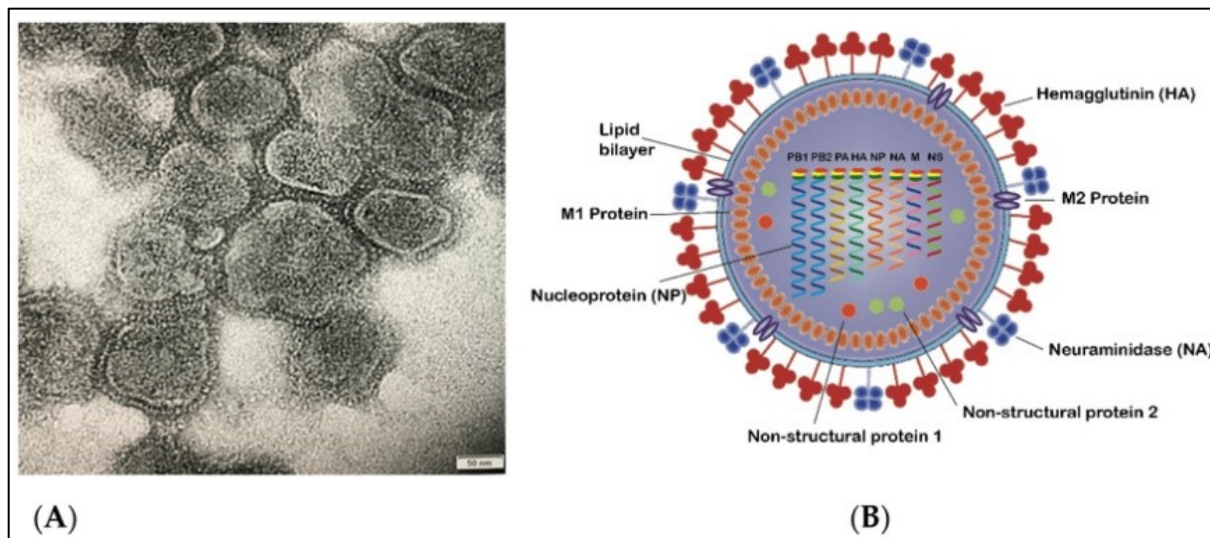 50 nm
(A)
Lipid
bilayer
M1 Protein
Nucleoprotein (NP)
PB1 PB2 PA HA NP NA M NS
Hemagglutinin (HA)
M2 Protein
Neuraminidase (NA)
Non-structural protein 2
Non-structural protein 1
(B)